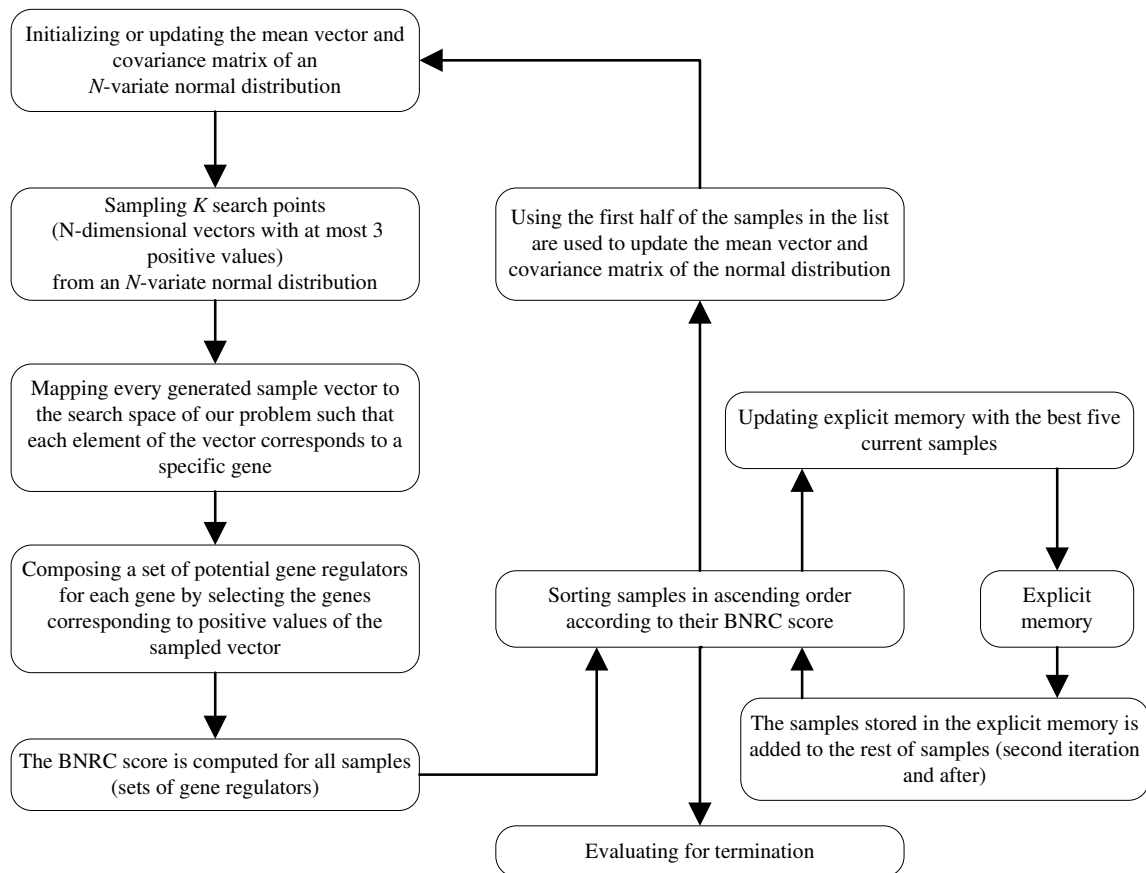 Initializing or updating the mean vector and
covariance matrix of an
N-variate normal distribution
Sampling K search points
(N-dimensional vectors with at most 3
positive values)
from an N-variate normal distribution
Mapping every generated sample vector to
the search space of our problem such that
each element of the vector corresponds to a
specific gene
Composing a set of potential gene regulators
for each gene by selecting the genes
corresponding to positive values of the
sampled vector
The BNRC score is computed for all samples
(sets of gene regulators)
Using the first half of the samples in the list
are used to update the mean vector and
covariance matrix of the normal distribution
Updating explicit memory with the best five
current samples
Sorting samples in ascending order
according to their BNRC score
Explicit
memory
The samples stored in the explicit memory is
added to the rest of samples (second iteration
and after)
Evaluating for termination